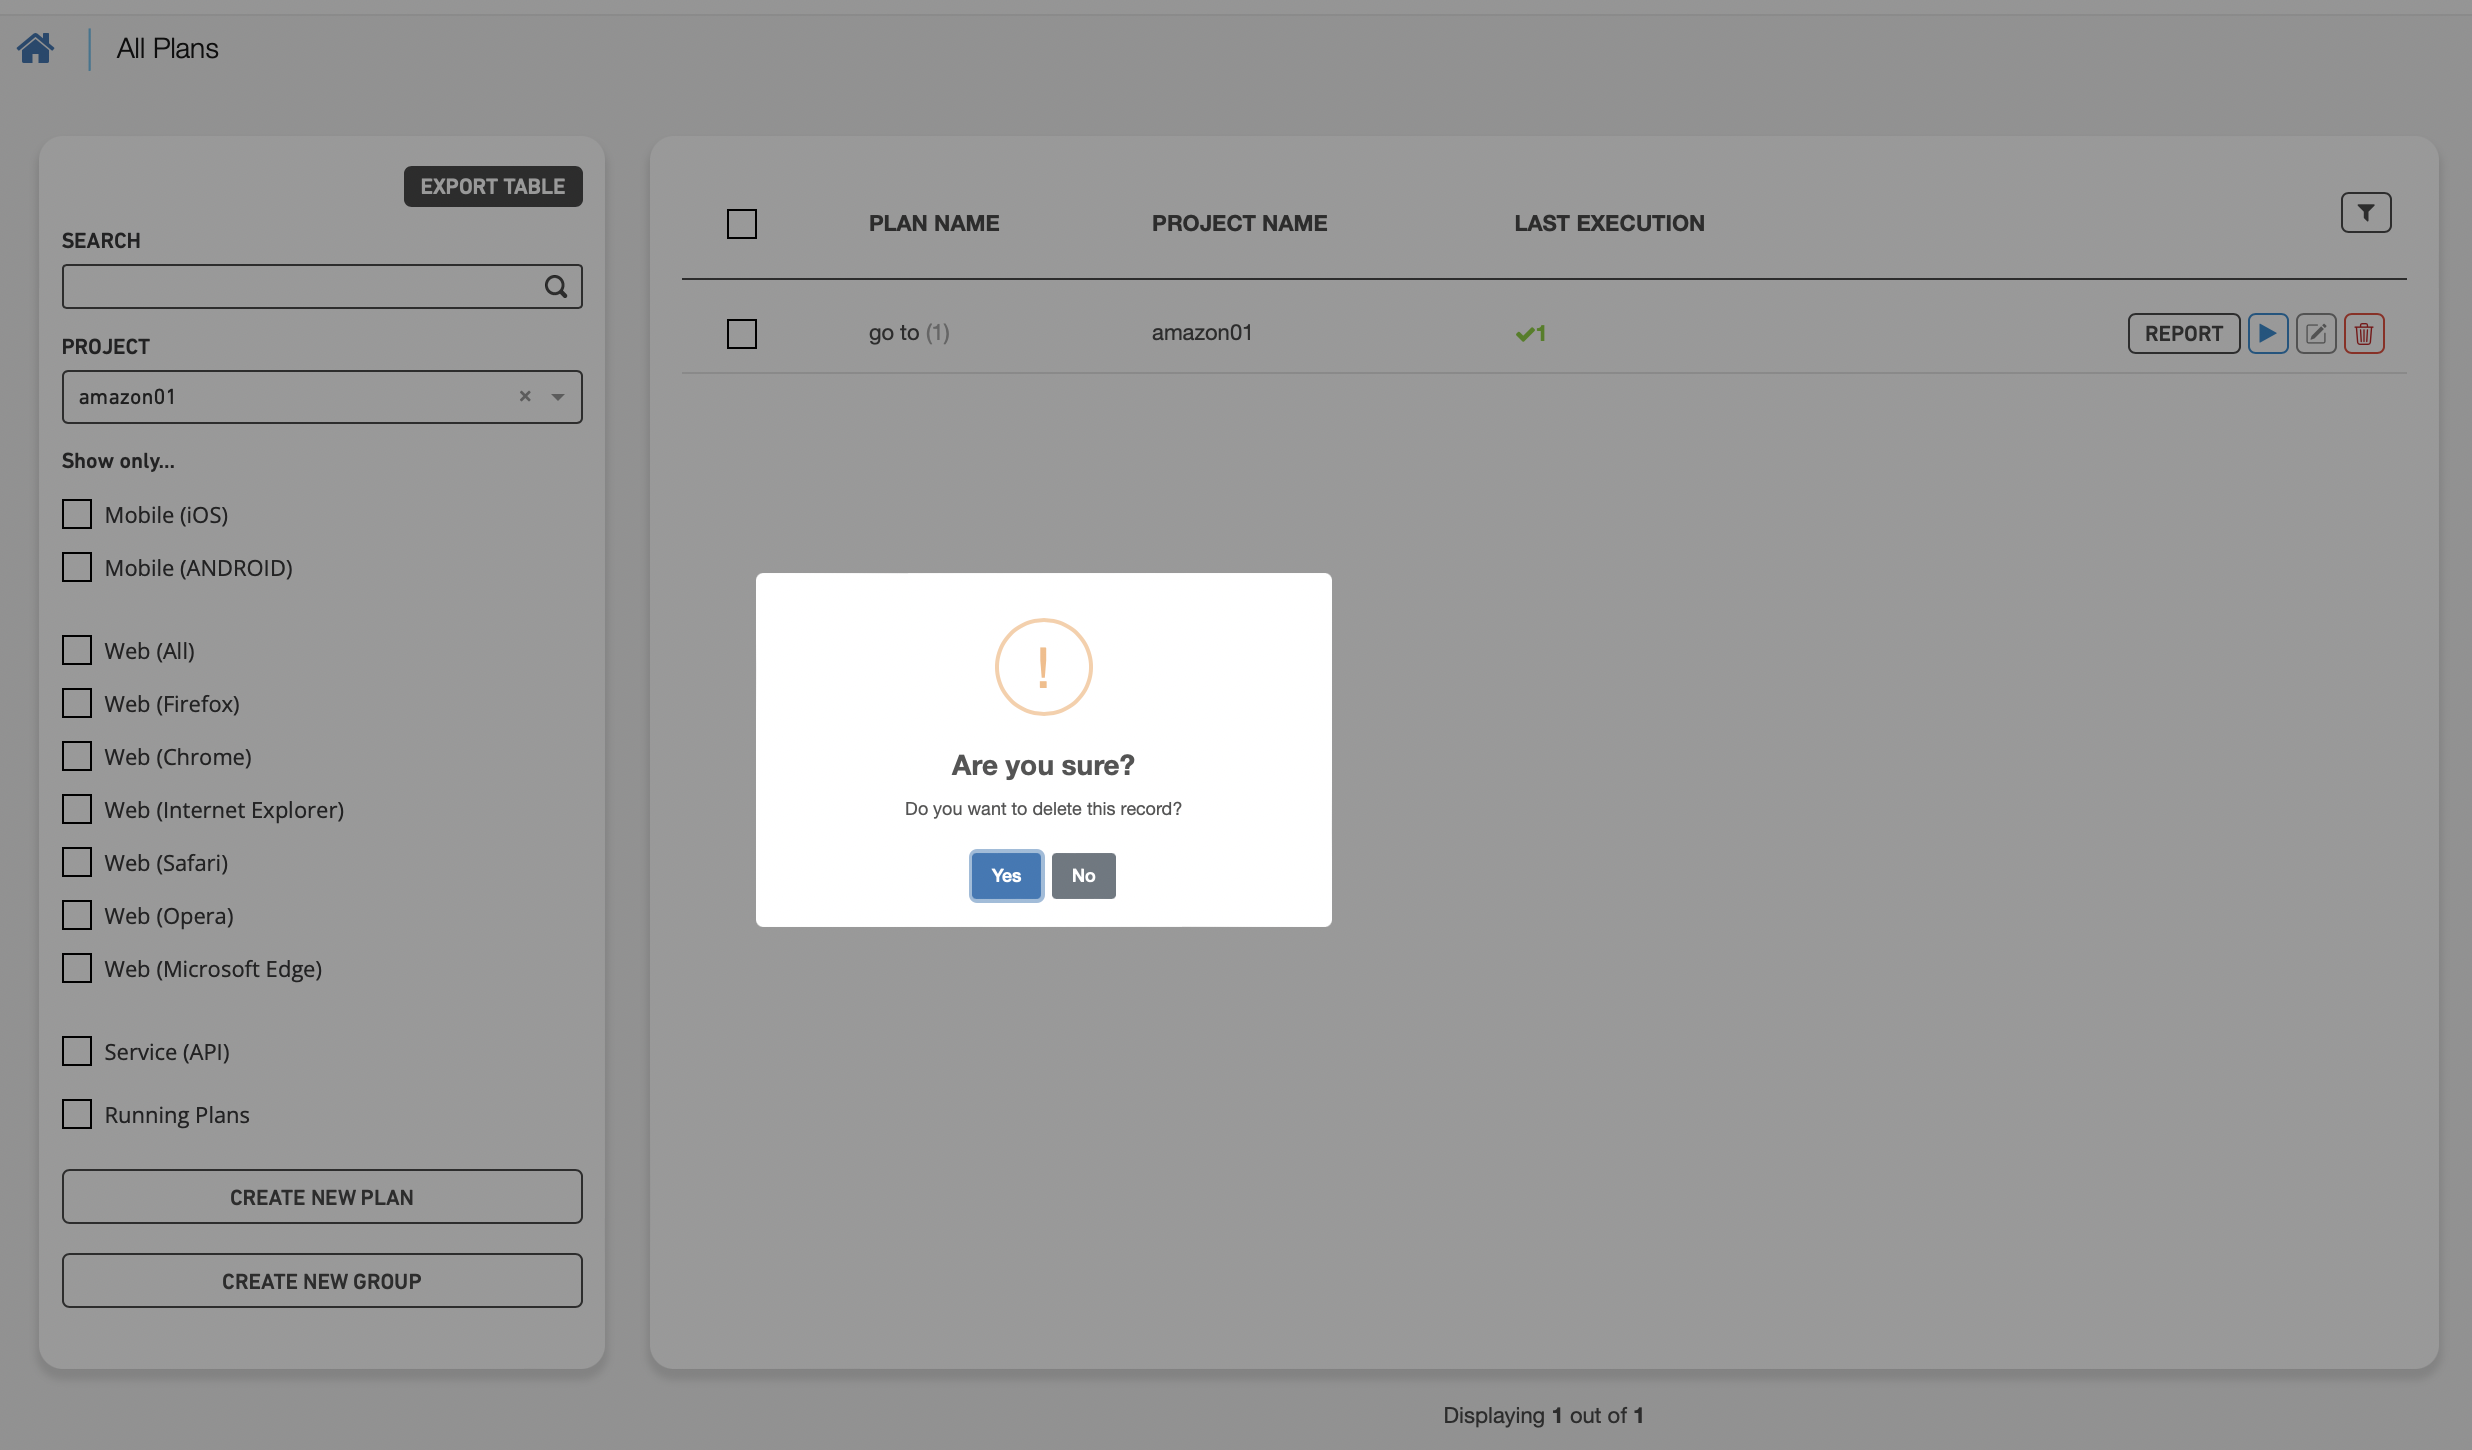 All Plans
EXPORT TABLE
SEARCH
PROJECT
amazon01
Show only...
Mobile (iOS)
Mobile (ANDROID)
Web (All)
Web (Firefox)
Web (Chrome)
Web (Internet Explorer)
Web (Safari)
Web (Opera)
Web (Microsoft Edge)
Service (API)
Running Plans
CREATE NEW PLAN
CREATE NEW GROUP
PLAN NAME PROJECT NAME LAST EXECUTION
go to (1) amazon01 1 REPORT
!
Are you sure?
Do you want to delete this record?
Yes No
Displaying 1 out of 1